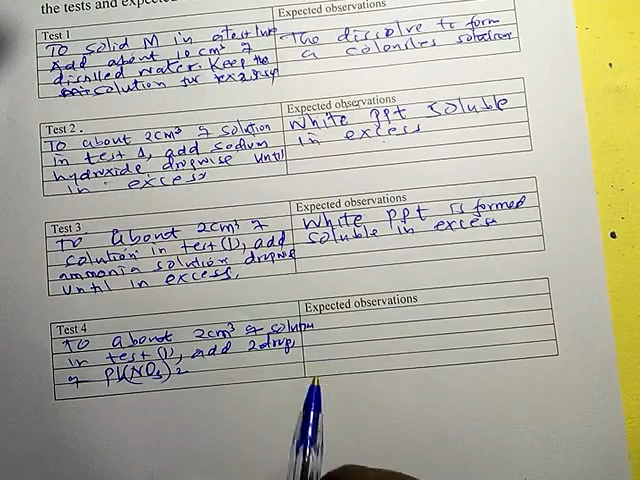 the tests and expected
Test 1
Expected observations
TO solid M in a test tube
Add about 10 cm³ of
distilled water. Keep the
solution for
The dissolve to form
a colourless solution
Test 2.
Expected observations
TO about 2cm³ of solution
in test 1, add sodium
hydroxide dropwise until
in excess
White ppt soluble
in excess
Test 3
Expected observations
TO about 2cm³ of
solution in test (1), add
ammonia solution dropwise
until in excess.
White ppt is formed
soluble in excess
Test 4
Expected observations
TO about 2cm³ of solution
in test (1), add 2 drops
of Pb(NO₃)₂